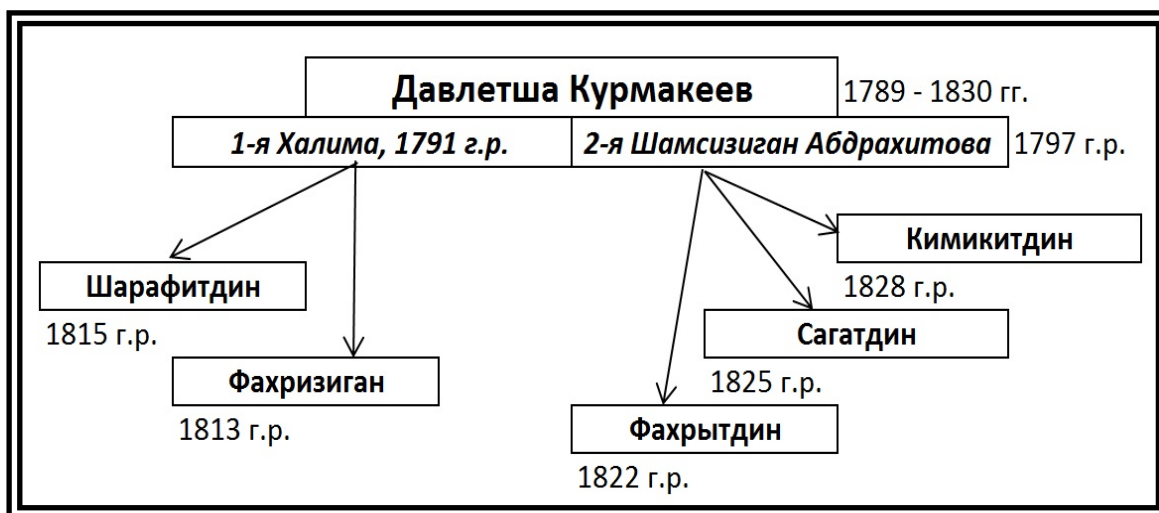 Давлетша Курмакеев
1789 - 1830 гг.
1-я Халима, 1791 г.р.
2-я Шамсизиган Абдрахитова
1797 г.р.
Кимикитдин
1828 г.р.
Шарафитдин
1815 г.р.
Сагатдин
1825 г.р.
Фахризиган
1813 г.р.
Фахрытдин
1822 г.р.